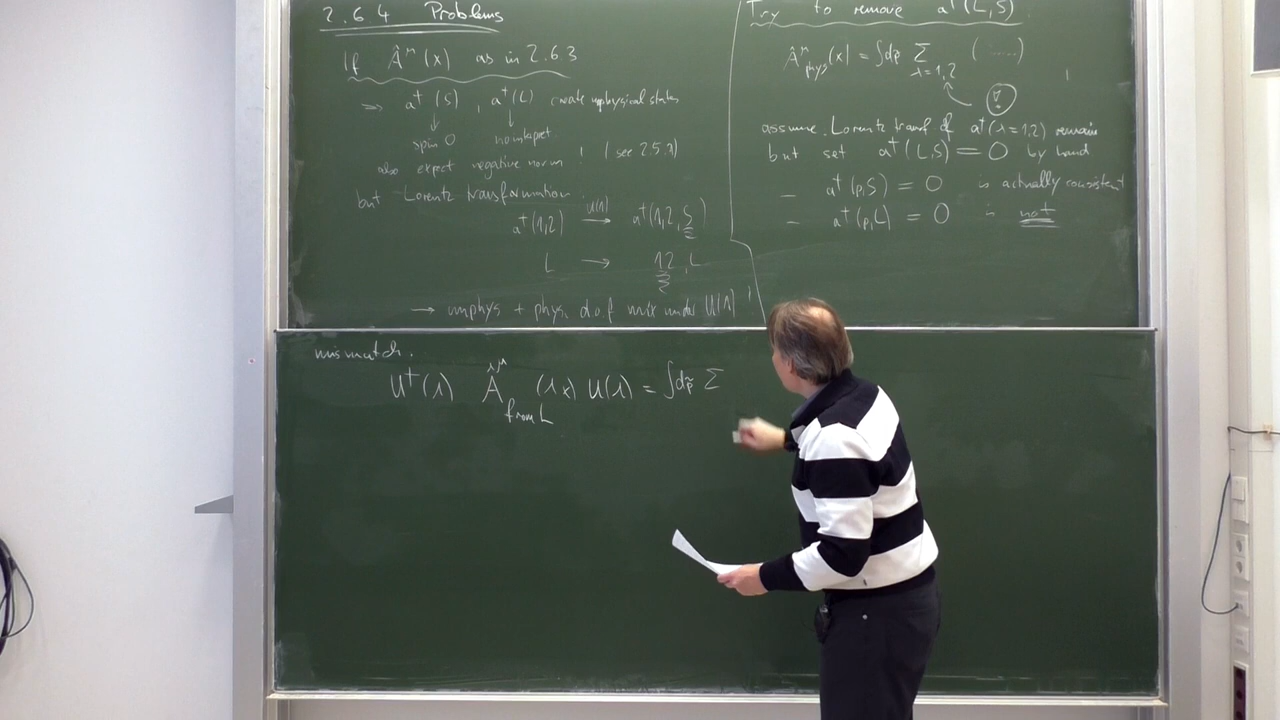 2.6.4 Problems
If Â^μ(x) as in 2.6.3
⇒ a†(S), a†(L) create unphysical states
↓ ↓
spin 0 no interpret
also expect negative norm! (see 2.5.1)
but Lorentz transformation
a†(1,2) —U(Λ)→ a†(1,2,S)
L → 1,2, L
→ unphys + phys. d.o.f mix under U(Λ)!
Try to remove a†(L,S)
Â^μ_phys(x) = ∫dp̃ Σ_{λ=1,2} (.....)
assume Lorentz transf of a†(λ=1,2) remain
but set a†(L,S) = 0 by hand
– a†(p,S) = 0 is actually consistent
– a†(p,L) = 0 is not
mismatch.
U†(Λ) Â^μ_{from L} (Λx) U(Λ) = ∫dp̃ Σ